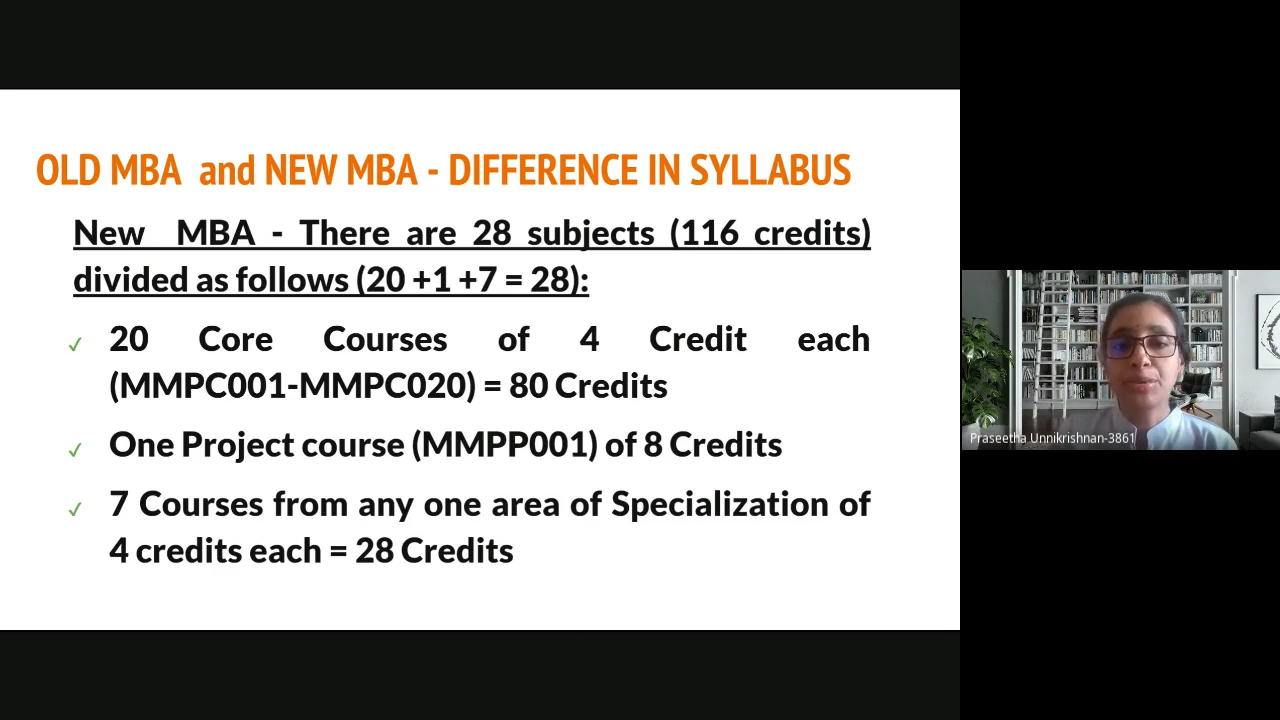 OLD MBA and NEW MBA - DIFFERENCE IN SYLLABUS
New MBA - There are 28 subjects (116 credits)
divided as follows (20 +1 +7 = 28):
✓ 20 Core Courses of 4 Credit each
(MMPC001-MMPC020) = 80 Credits
✓ One Project course (MMPP001) of 8 Credits
✓ 7 Courses from any one area of Specialization of
4 credits each = 28 Credits
Praseetha Unnikrishnan-3861